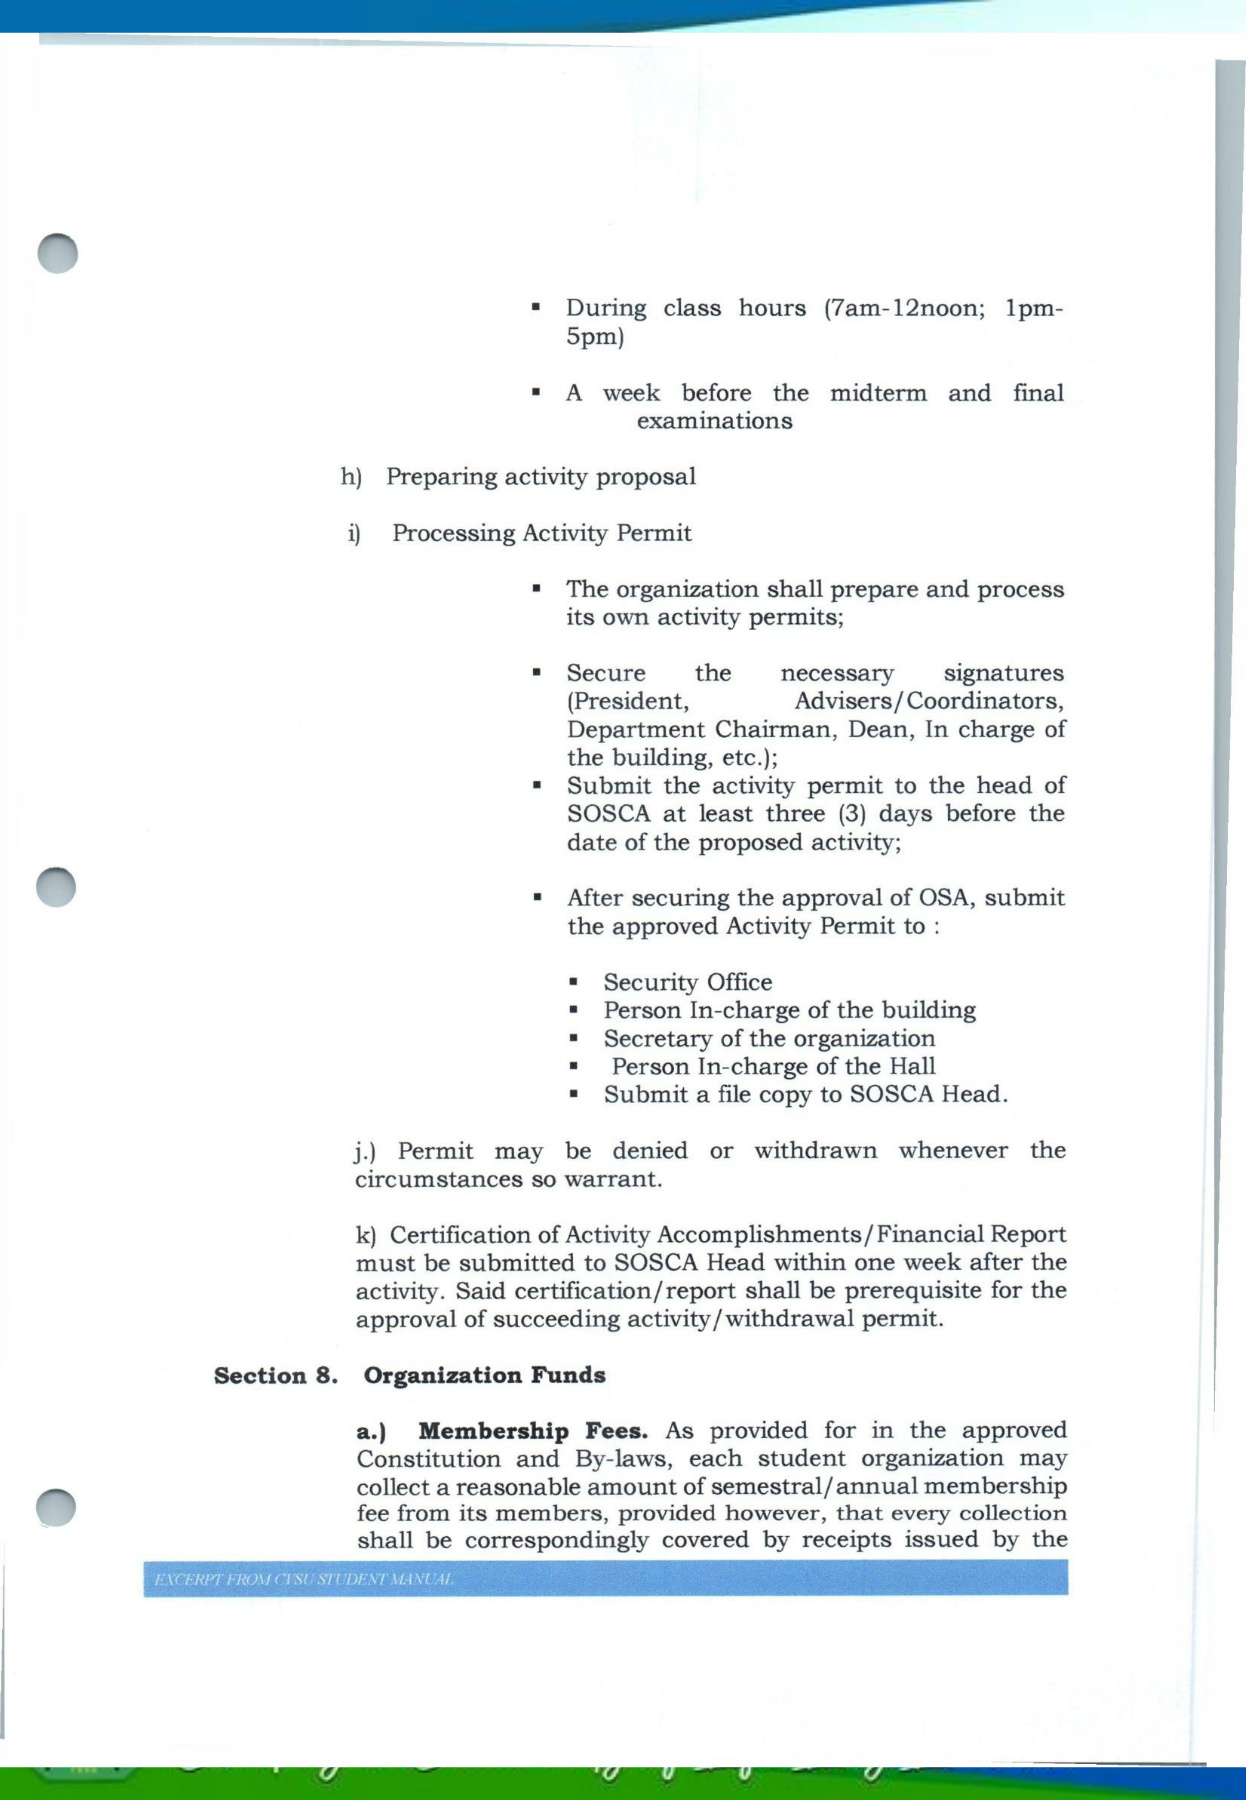 ▪ During class hours (7am-12noon; 1pm-
5pm)
▪ A week before the midterm and final
examinations
h) Preparing activity proposal
i) Processing Activity Permit
▪ The organization shall prepare and process
its own activity permits;
▪ Secure the necessary signatures
(President, Advisers/Coordinators,
Department Chairman, Dean, In charge of
the building, etc.);
▪ Submit the activity permit to the head of
SOSCA at least three (3) days before the
date of the proposed activity;
▪ After securing the approval of OSA, submit
the approved Activity Permit to :
▪ Security Office
▪ Person In-charge of the building
▪ Secretary of the organization
▪ Person In-charge of the Hall
▪ Submit a file copy to SOSCA Head.
j.) Permit may be denied or withdrawn whenever the
circumstances so warrant.
k) Certification of Activity Accomplishments/Financial Report
must be submitted to SOSCA Head within one week after the
activity. Said certification/report shall be prerequisite for the
approval of succeeding activity/withdrawal permit.
Section 8. Organization Funds
a.) Membership Fees. As provided for in the approved
Constitution and By-laws, each student organization may
collect a reasonable amount of semestral/annual membership
fee from its members, provided however, that every collection
shall be correspondingly covered by receipts issued by the
EXCERPT FROM CVSU STUDENT MANUAL